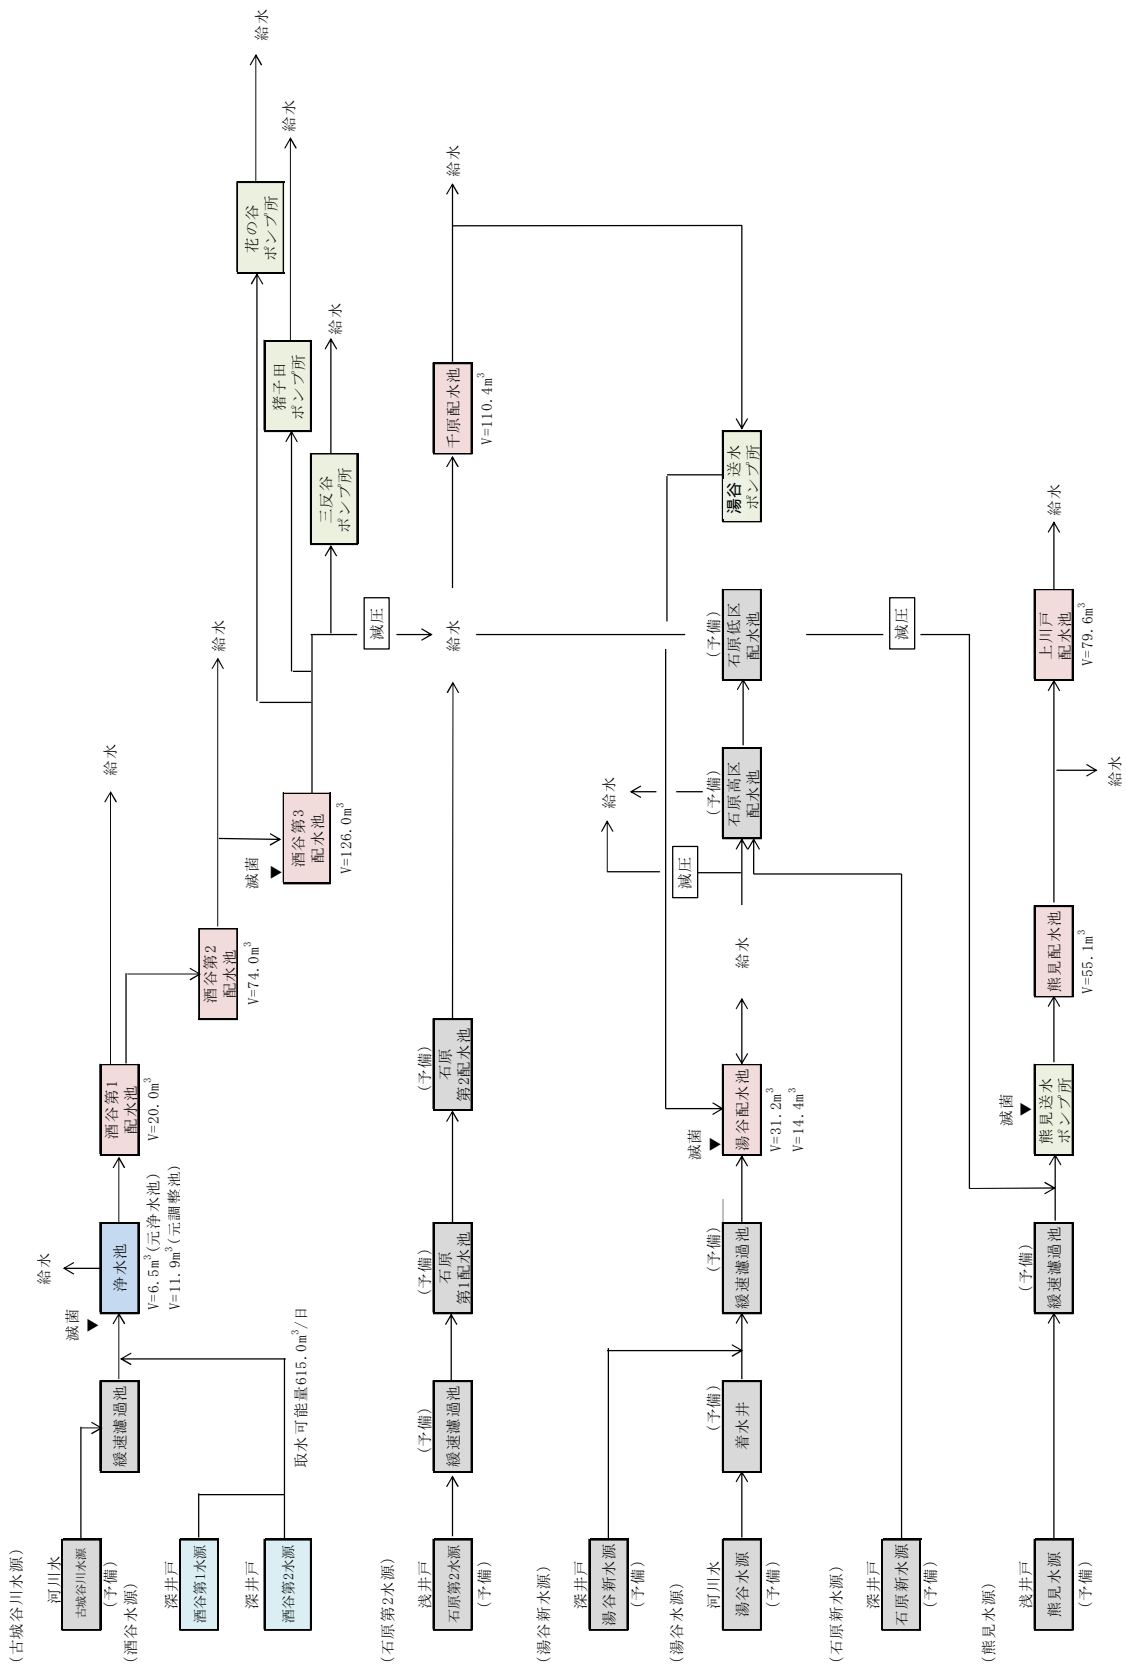 (古城谷川水源)
河川水
古城谷川水源
(予備)
緩速濾過池
滅菌
浄水池
V=6.5m³(元浄水池)
V=11.9m³(元調整池)
給水
酒谷第1
配水池
V=20.0m³
給水
(酒谷水源)
深井戸
酒谷第1水源
深井戸
酒谷第2水源
取水可能量615.0m³/日
酒谷第2
配水池
V=74.0m³
給水
滅菌
酒谷第3
配水池
V=126.0m³
花の谷
ポンプ所
給水
猪子田
ポンプ所
給水
三反谷
ポンプ所
給水
減圧
(石原第2水源)
浅井戸
石原第2水源
(予備)
(予備)
緩速濾過池
(予備)
石原
第1配水池
(予備)
石原
第2配水池
給水
千原配水池
V=110.4m³
給水
(湯谷新水源)
深井戸
湯谷新水源
(予備)
(湯谷水源)
河川水
湯谷水源
(予備)
(予備)
着水井
(予備)
緩速濾過池
滅菌
湯谷配水池
V=31.2m³
V=14.4m³
給水
減圧
給水
(予備)
石原高区
配水池
(予備)
石原低区
配水池
湯谷送水
ポンプ所
(石原新水源)
深井戸
石原新水源
(予備)
減圧
(熊見水源)
浅井戸
熊見水源
(予備)
(予備)
緩速濾過池
滅菌
熊見送水
ポンプ所
熊見配水池
V=55.1m³
給水
上川戸
配水池
V=79.6m³
給水